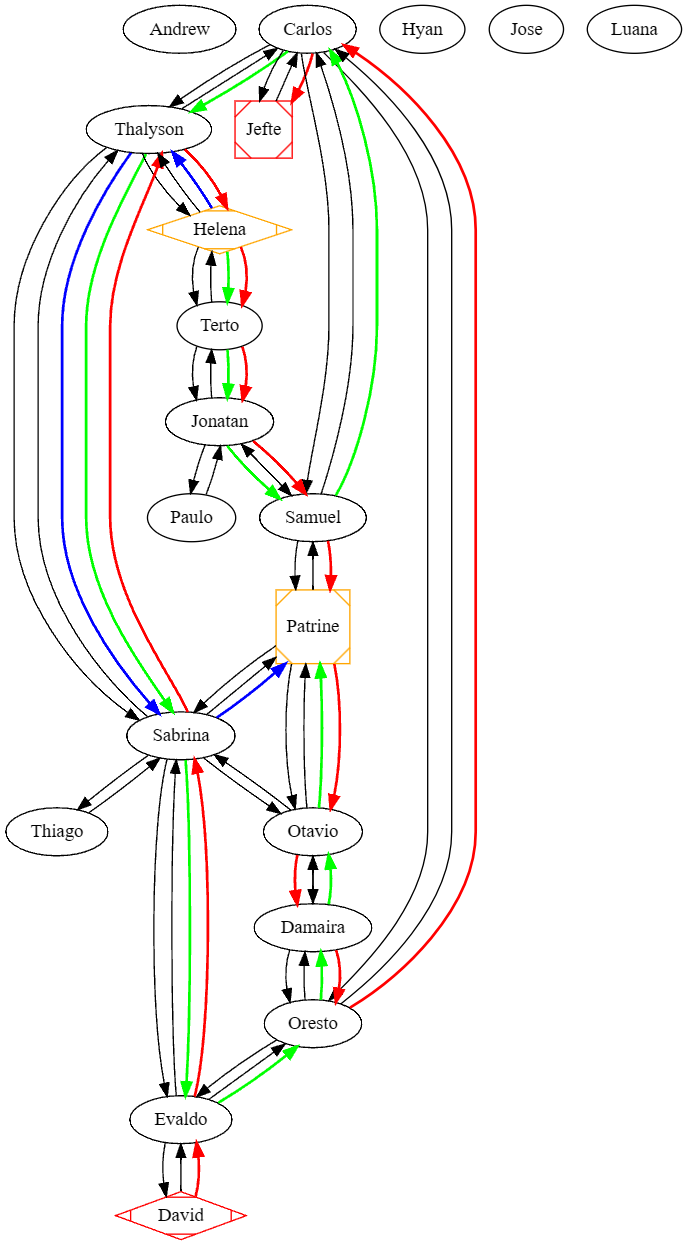 Andrew
Carlos
Hyan
Jose
Luana
Thalyson
Jefte
Helena
Terto
Jonatan
Paulo
Samuel
Patrine
Sabrina
Thiago
Otavio
Damaira
Oresto
Evaldo
David